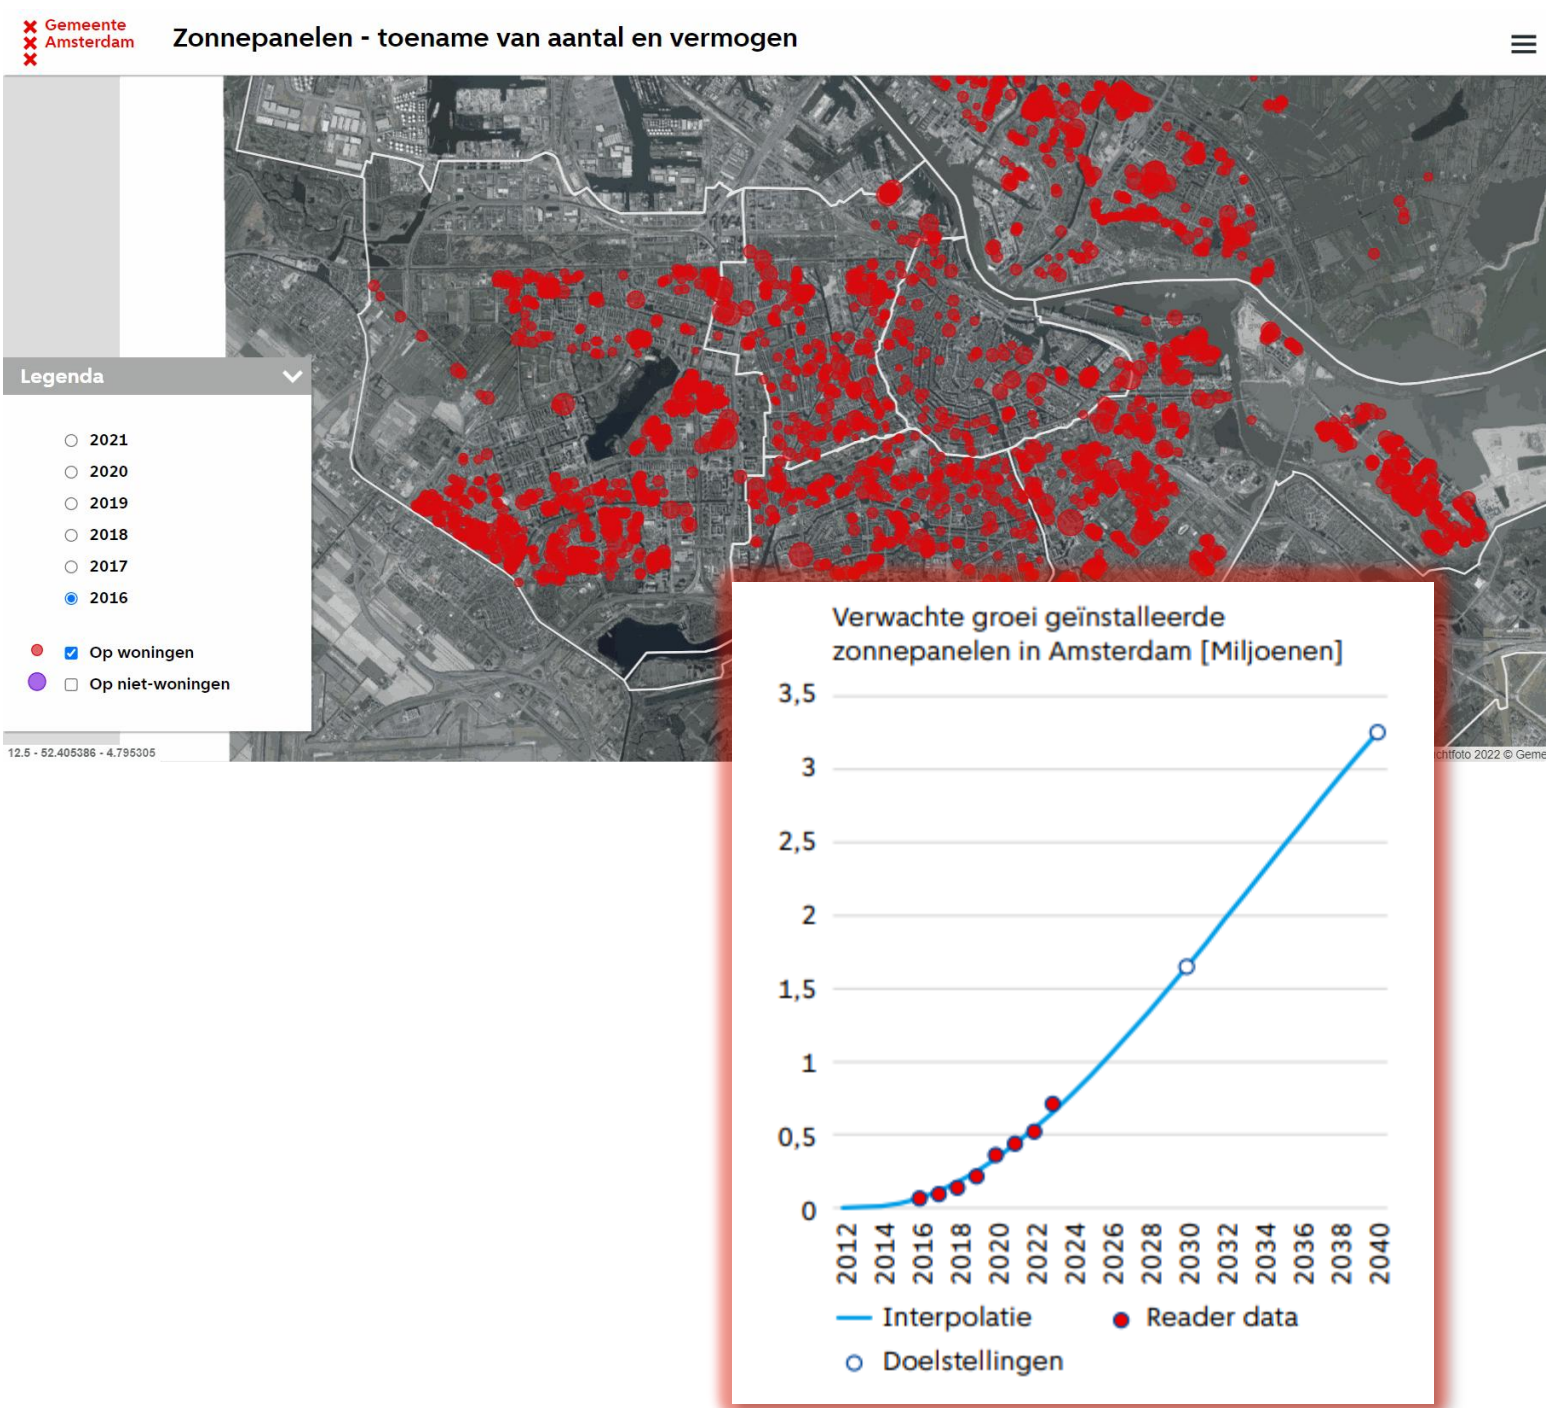 Gemeente
Amsterdam
Zonnepanelen - toename van aantal en vermogen
Legenda
2021
2020
2019
2018
2017
2016
Op woningen
Op niet-woningen
12.5 - 52.405386 - 4.795305
chtfoto 2022 © Geme
Verwachte groei geïnstalleerde
zonnepanelen in Amsterdam [Miljoenen]
3,5
3
2,5
2
1,5
1
0,5
0
2012
2014
2016
2018
2020
2022
2024
2026
2028
2030
2032
2034
2036
2038
2040
Interpolatie
Reader data
Doelstellingen